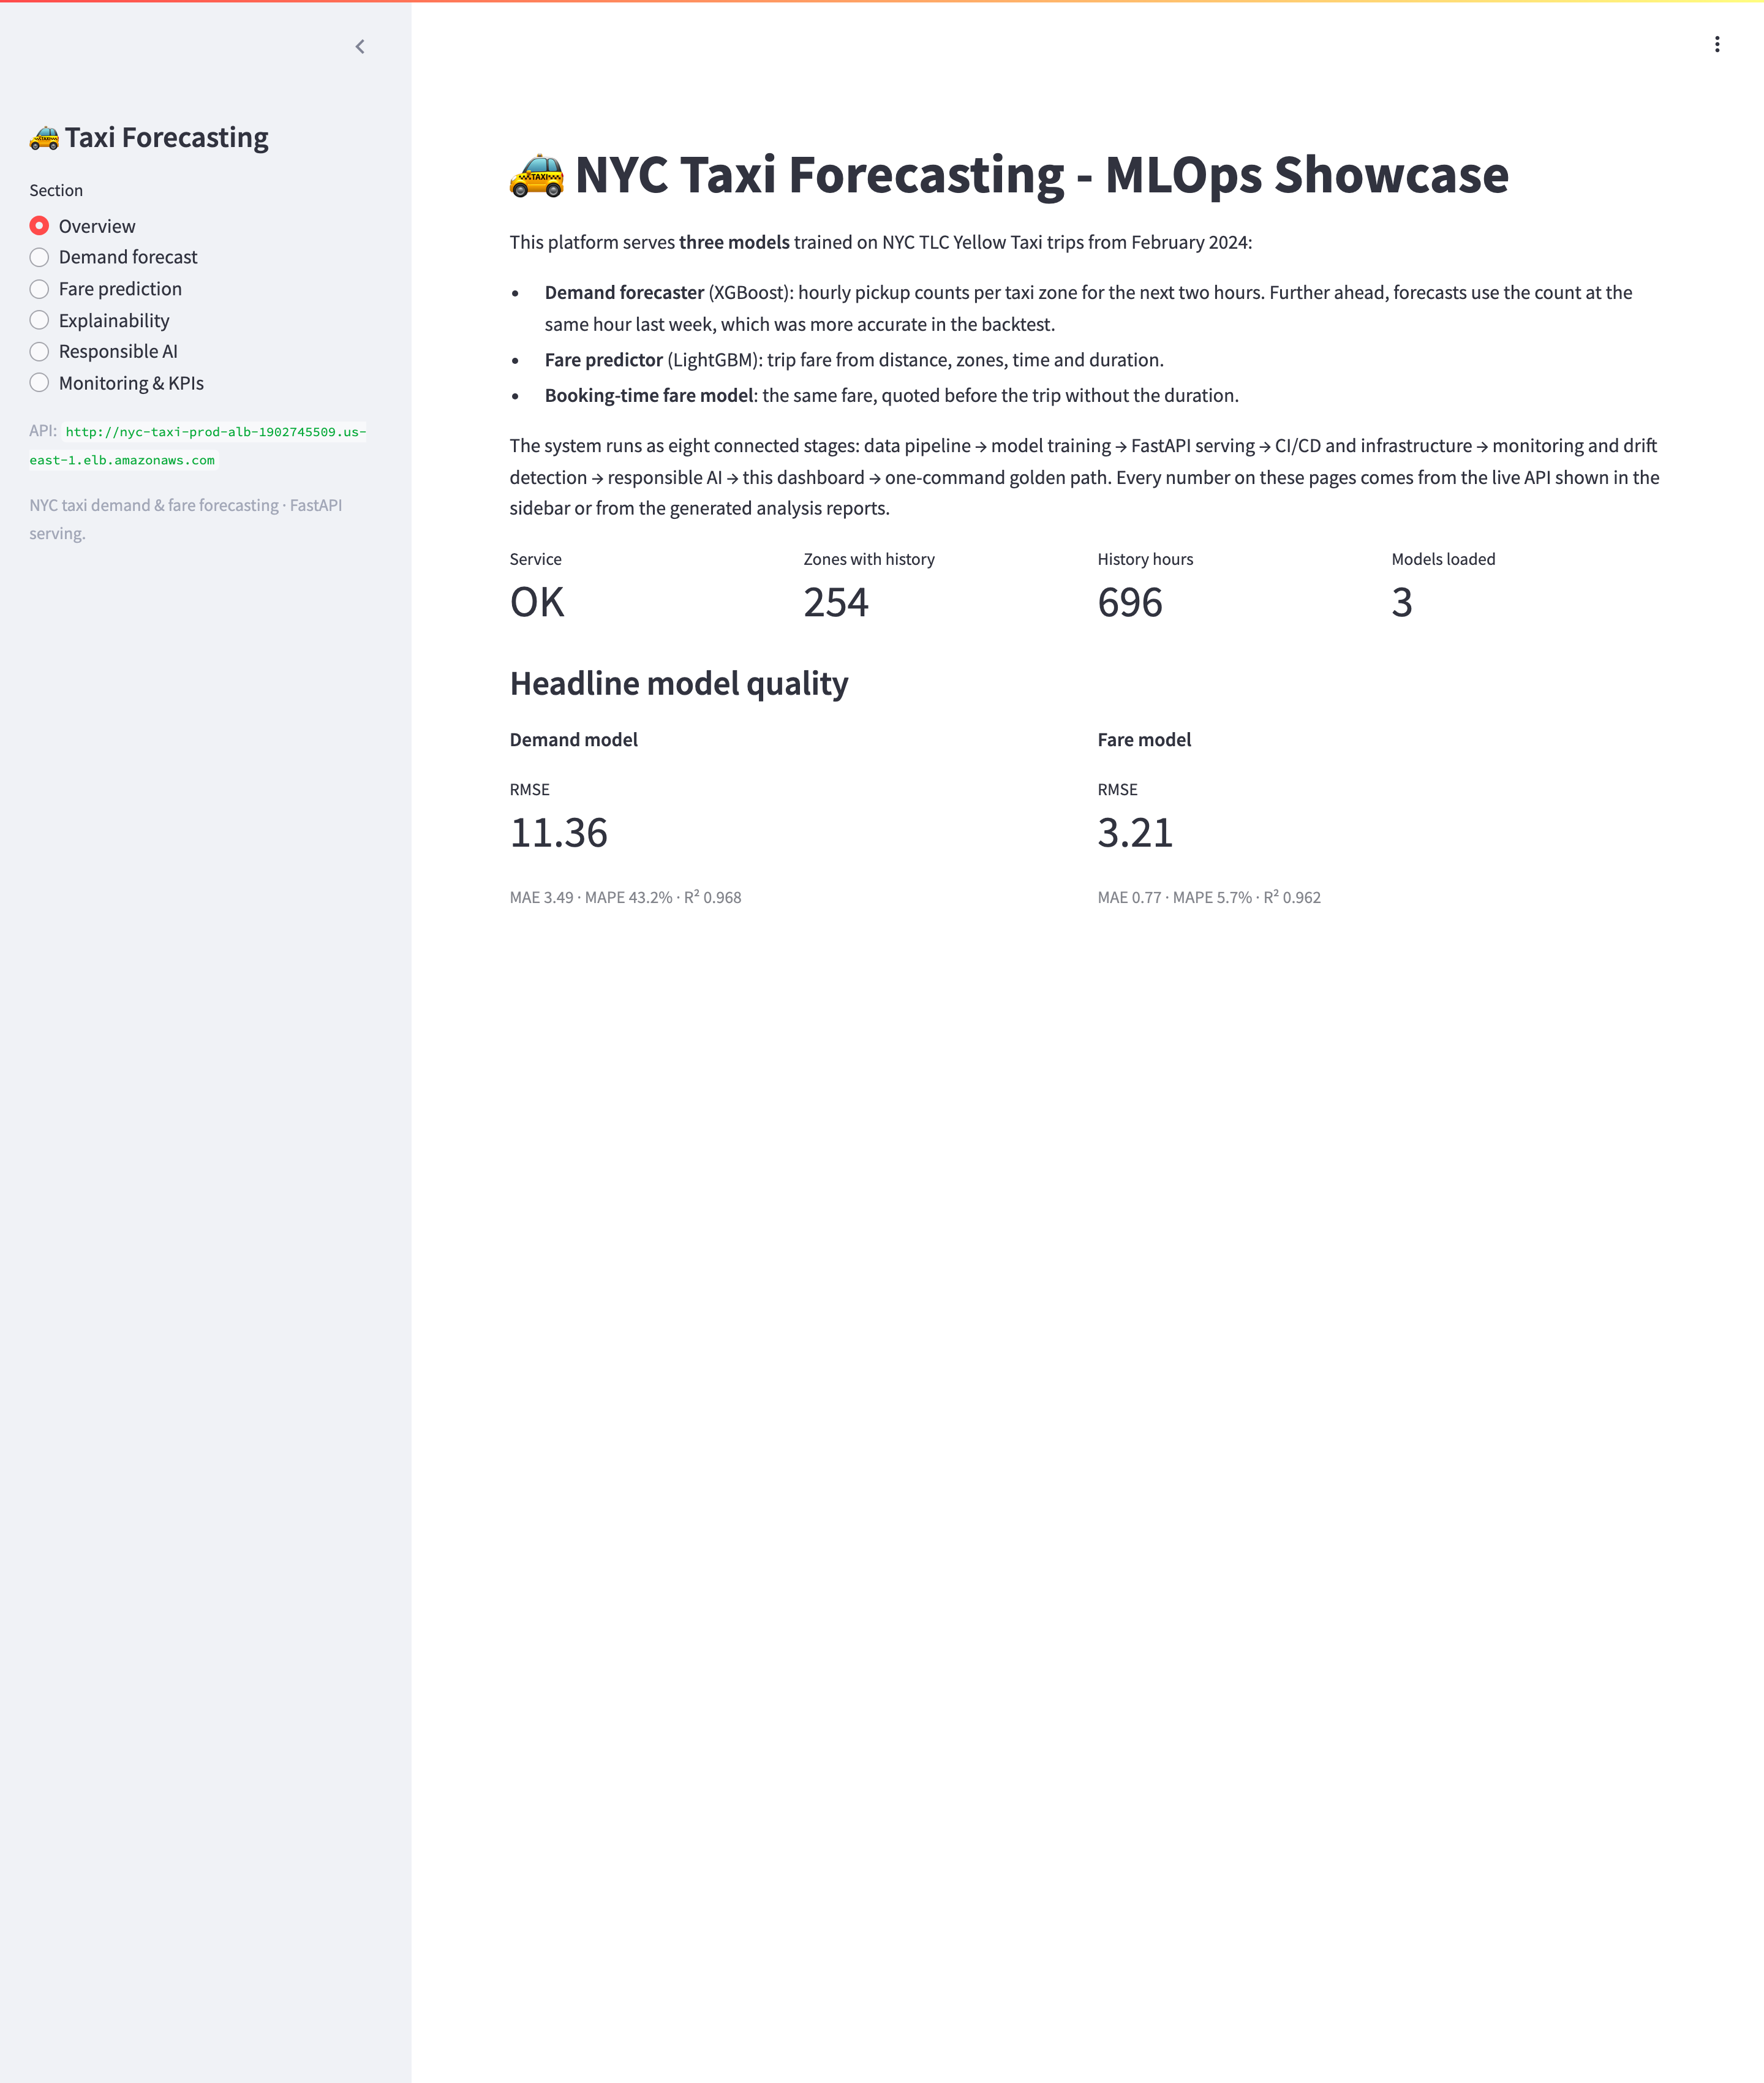 Taxi Forecasting
Section
Overview
Demand forecast
Fare prediction
Explainability
Responsible AI
Monitoring & KPIs
API: http://nyc-taxi-prod-alb-1902745509.us-
east-1.elb.amazonaws.com
NYC taxi demand & fare forecasting · FastAPI
serving.
TAXI NYC Taxi Forecasting - MLOps Showcase
This platform serves three models trained on NYC TLC Yellow Taxi trips from February 2024:
• Demand forecaster (XGBoost): hourly pickup counts per taxi zone for the next two hours. Further ahead, forecasts use the count at the
same hour last week, which was more accurate in the backtest.
• Fare predictor (LightGBM): trip fare from distance, zones, time and duration.
• Booking-time fare model: the same fare, quoted before the trip without the duration.
The system runs as eight connected stages: data pipeline → model training → FastAPI serving → CI/CD and infrastructure → monitoring and drift
detection → responsible AI → this dashboard → one-command golden path. Every number on these pages comes from the live API shown in the
sidebar or from the generated analysis reports.
Service
OK
Zones with history
254
History hours
696
Models loaded
3
Headline model quality
Demand model
RMSE
11.36
MAE 3.49 · MAPE 43.2% · R² 0.968
Fare model
RMSE
3.21
MAE 0.77 · MAPE 5.7% · R² 0.962